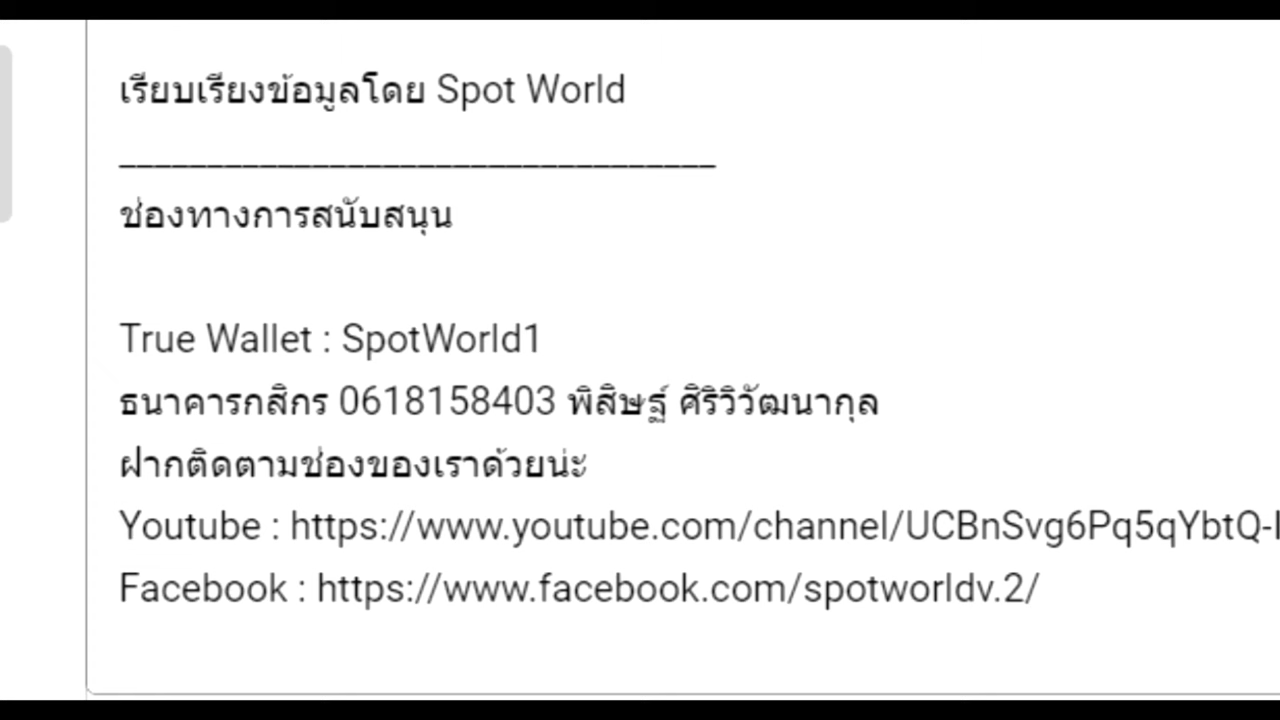 เรียบเรียงข้อมูลโดย Spot World
__________________________________
ช่องทางการสนับสนุน
True Wallet : SpotWorld1
ธนาคารกสิกร 0618158403 พิสิษฐ์ ศิริวิวัฒนากุล
ฝากติดตามช่องของเราด้วยน่ะ
Youtube : https://www.youtube.com/channel/UCBnSvg6Pq5qYbtQ-
Facebook : https://www.facebook.com/spotworldv.2/